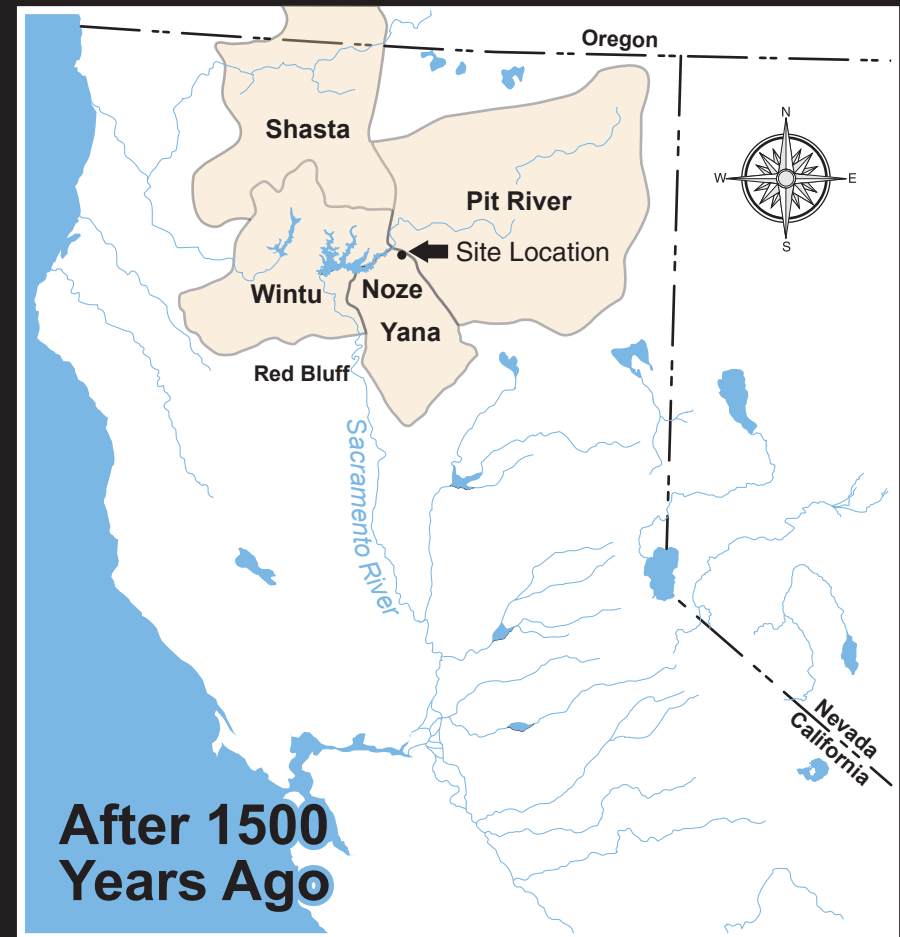 Oregon
N
W
E
S
Shasta
Pit River
Site Location
Wintu
Noze
Yana
Red Bluff
Sacramento River
Nevada
California
After 1500
Years Ago